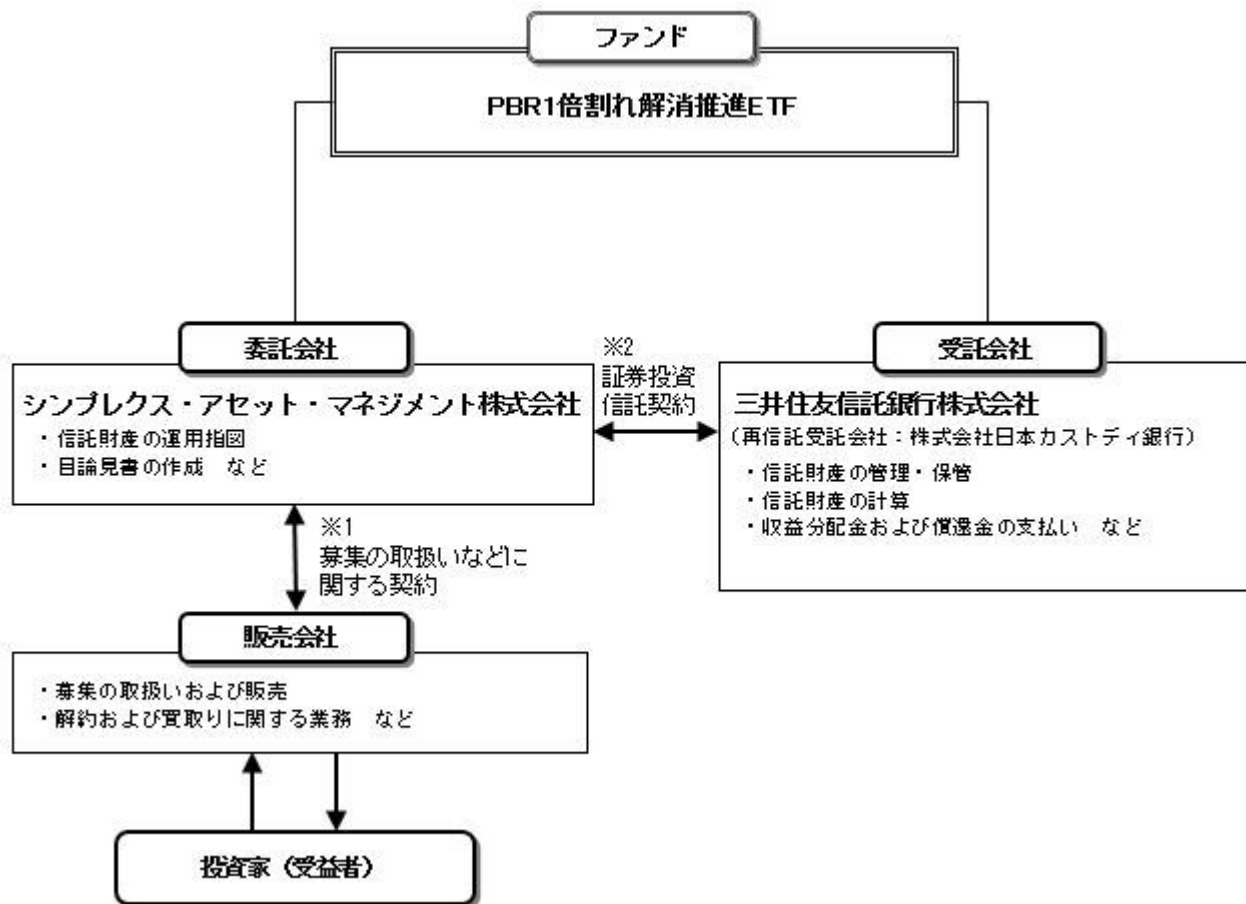 ファンド
PBR1倍割れ解消推進ETF
委託会社
シンプレクス・アセット・マネジメント株式会社
・信託財産の運用指図
・目論見書の作成　など
※2
証券投資
信託契約
受託会社
三井住友信託銀行株式会社
（再信託受託会社：株式会社日本カストディ銀行）
・信託財産の管理・保管
・信託財産の計算
・収益分配金および償還金の支払い　など
※1
募集の取扱いなどに
関する契約
販売会社
・募集の取扱いおよび販売
・解約および買取りに関する業務　など
投資家（受益者）